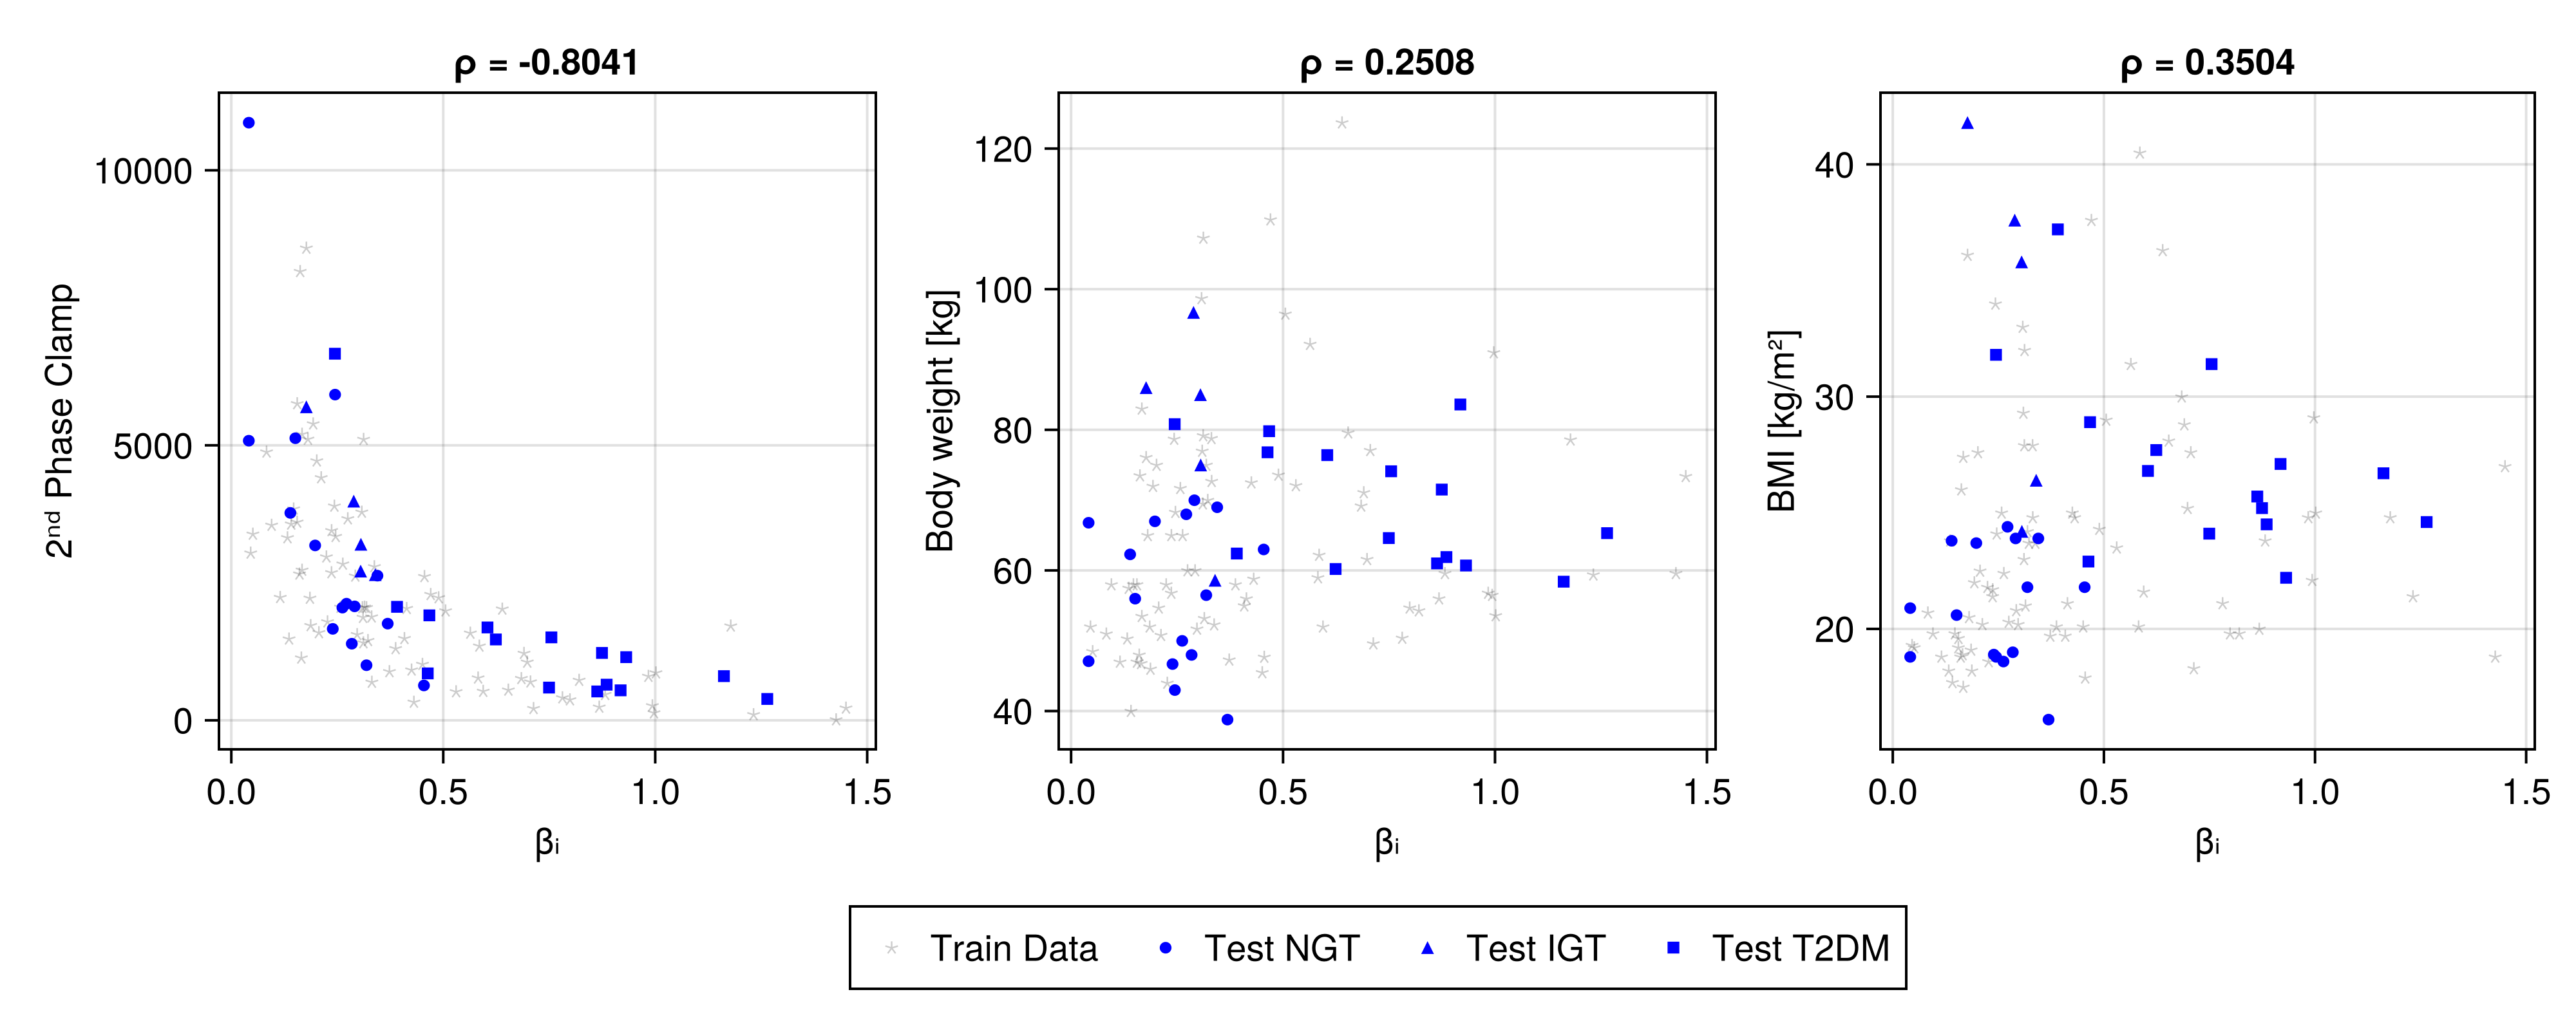 ρ = -0.8041
10000
5000
0
2ⁿᵈ Phase Clamp
0.0 0.5 1.0 1.5
βᵢ
ρ = 0.2508
120
100
80
60
40
Body weight [kg]
0.0 0.5 1.0 1.5
βᵢ
ρ = 0.3504
40
30
20
BMI [kg/m²]
0.0 0.5 1.0 1.5
βᵢ
Train Data Test NGT Test IGT Test T2DM